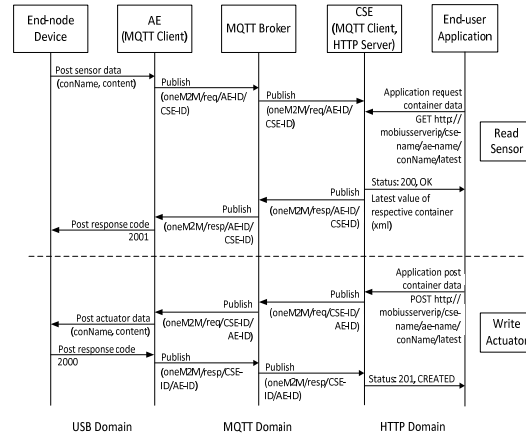 End-node
Device
AE
(MQTT Client)
MQTT Broker
CSE
(MQTT Client,
HTTP Server)
End-user
Application
Post sensor data
(conName, content)
Publish
(oneM2M/req/AE-ID/
CSE-ID)
Publish
(oneM2M/req/AE-ID/
CSE-ID)
Application request
container data
GET http://
mobiusserverip/cse-
name/ae-name/
conName/latest
Read
Sensor
Status: 200, OK
Latest value of
respective container
(xml)
Publish
(oneM2M/resp/AE-ID/
CSE-ID)
Publish
(oneM2M/resp/AE-ID/
CSE-ID)
Post response code
2001
Application post
container data
POST http://
mobiusserverip/cse-
name/ae-name/
conName/latest
Publish
(oneM2M/req/CSE-ID/
AE-ID)
Publish
(oneM2M/req/CSE-ID/
AE-ID)
Post actuator data
(conName, content)
Write
Actuator
Post response code
2000
Publish
(oneM2M/resp/CSE-
ID/AE-ID)
Publish
(oneM2M/resp/CSE-
ID/AE-ID)
Status: 201, CREATED
USB Domain
MQTT Domain
HTTP Domain